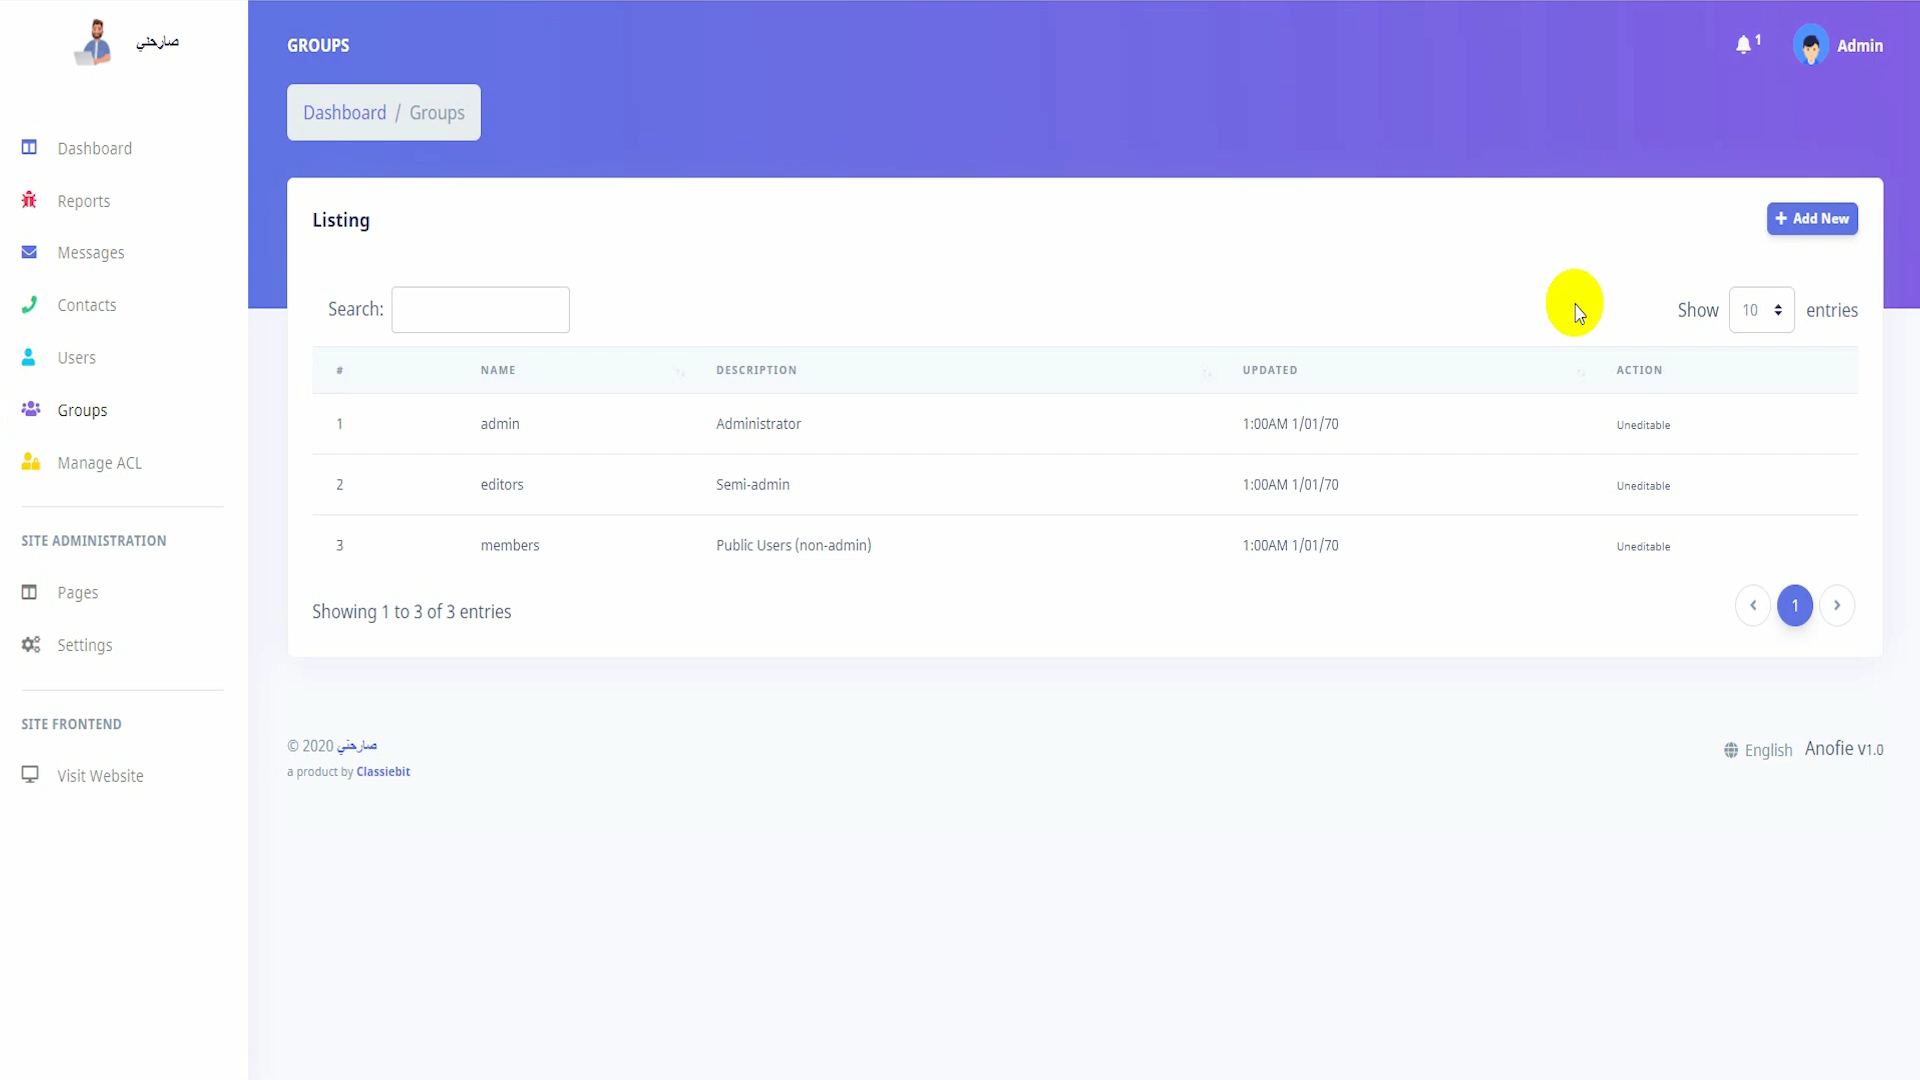 صارحني
GROUPS
1
Admin
Dashboard / Groups
Dashboard
Reports
Messages
Contacts
Users
Groups
Manage ACL
SITE ADMINISTRATION
Pages
Settings
SITE FRONTEND
Visit Website
Listing
+ Add New
Search:
Show 10 entries
# NAME DESCRIPTION UPDATED ACTION
1 admin Administrator 1:00AM 1/01/70 Uneditable
2 editors Semi-admin 1:00AM 1/01/70 Uneditable
3 members Public Users (non-admin) 1:00AM 1/01/70 Uneditable
Showing 1 to 3 of 3 entries
‹ 1 ›
© 2020 صارحني
a product by Classiebit
English Anofie v1.0